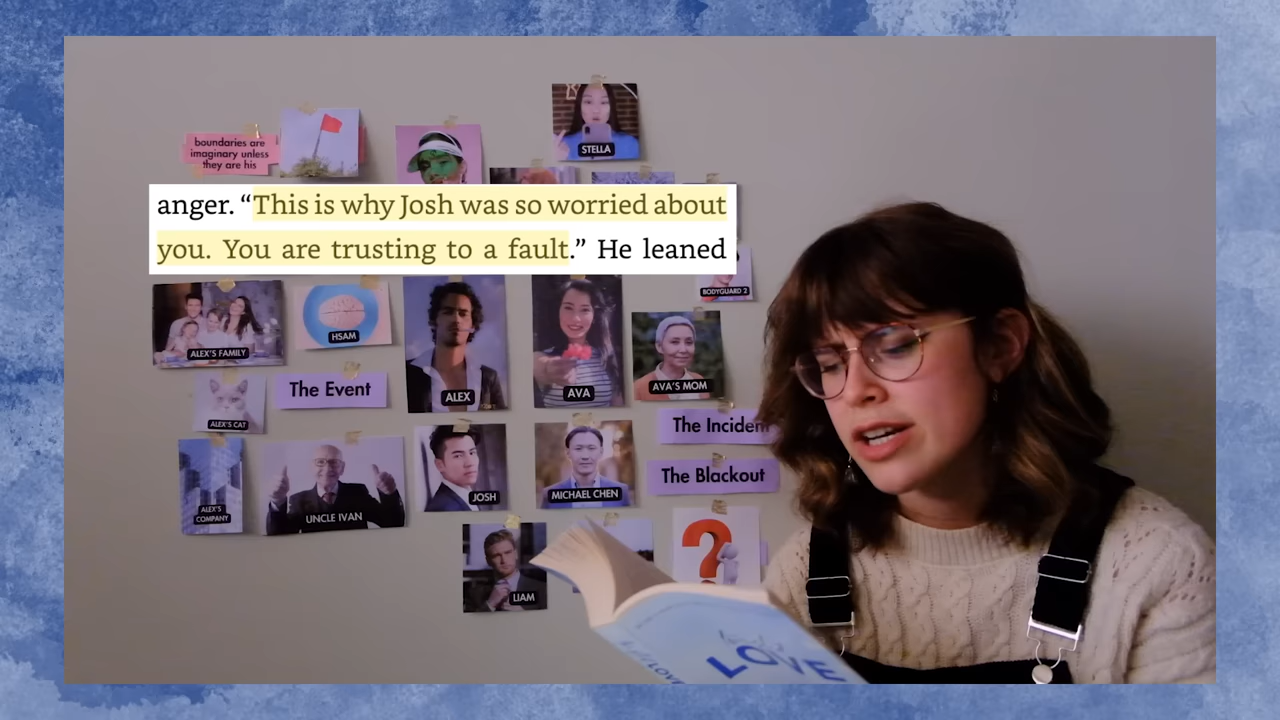 STELLA
boundaries are
imaginary unless
they are his
anger. “This is why Josh was so worried about
you. You are trusting to a fault.” He leaned
BODYGUARD 2
ALEX'S FAMILY
HSAM
ALEX
AVA
AVA'S MOM
ALEX'S CAT
The Event
The Inciden
The Blackout
ALEX'S
COMPANY
UNCLE IVAN
JOSH
MICHAEL CHEN
?
LIAM
LOVE